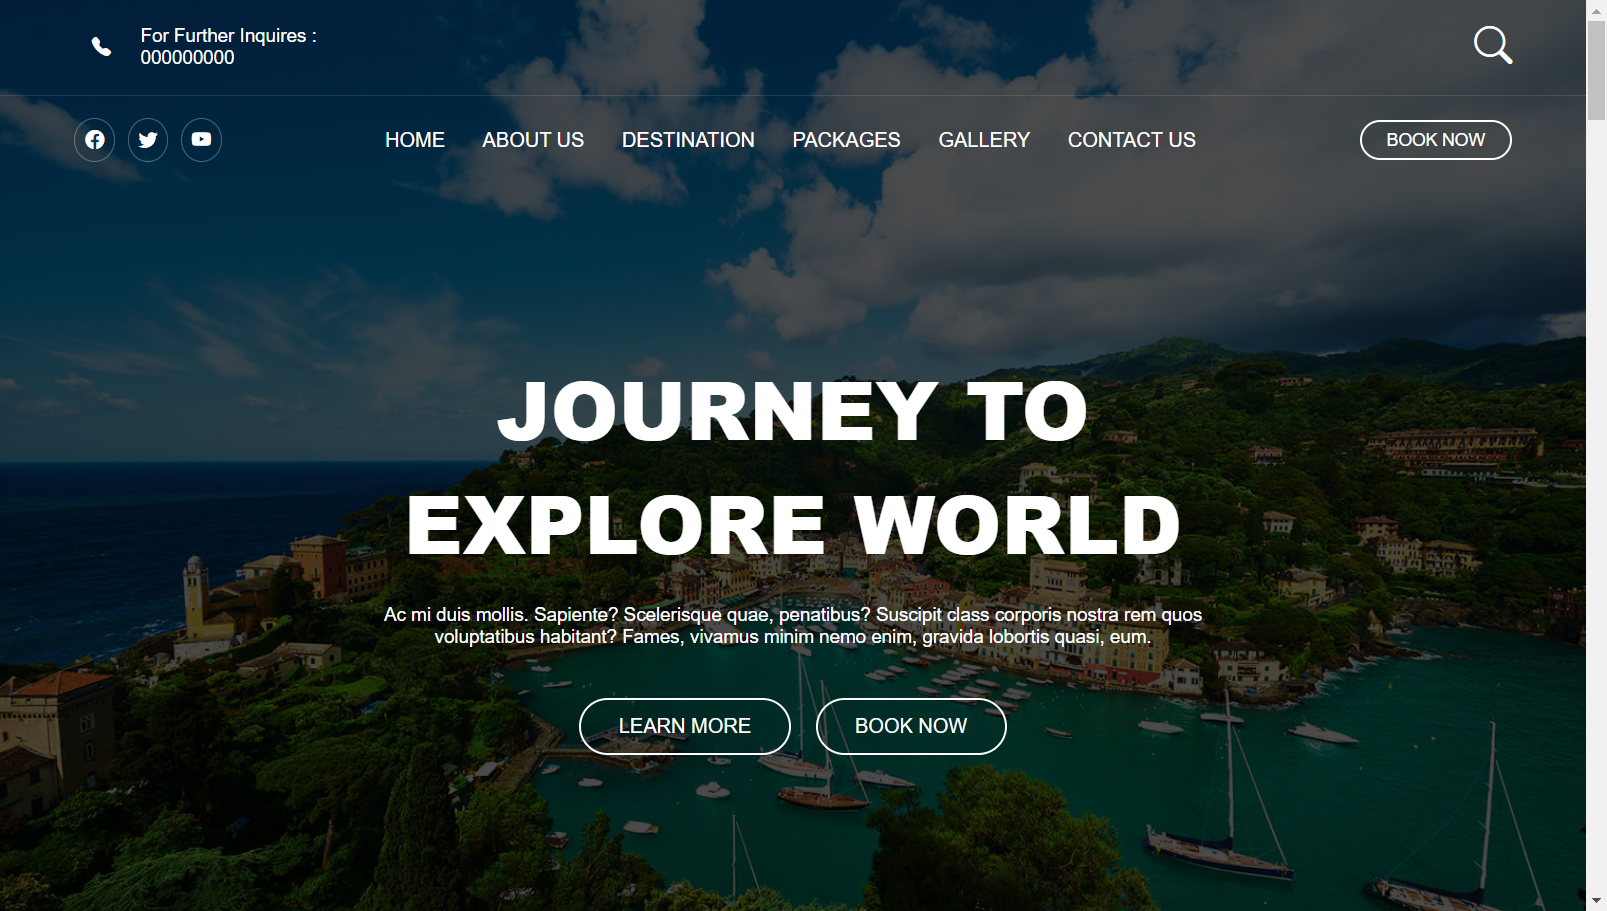 For Further Inquires :
000000000
HOME ABOUT US DESTINATION PACKAGES GALLERY CONTACT US BOOK NOW
JOURNEY TO
EXPLORE WORLD
Ac mi duis mollis. Sapiente? Scelerisque quae, penatibus? Suscipit class corporis nostra rem quos
voluptatibus habitant? Fames, vivamus minim nemo enim, gravida lobortis quasi, eum.
LEARN MORE BOOK NOW